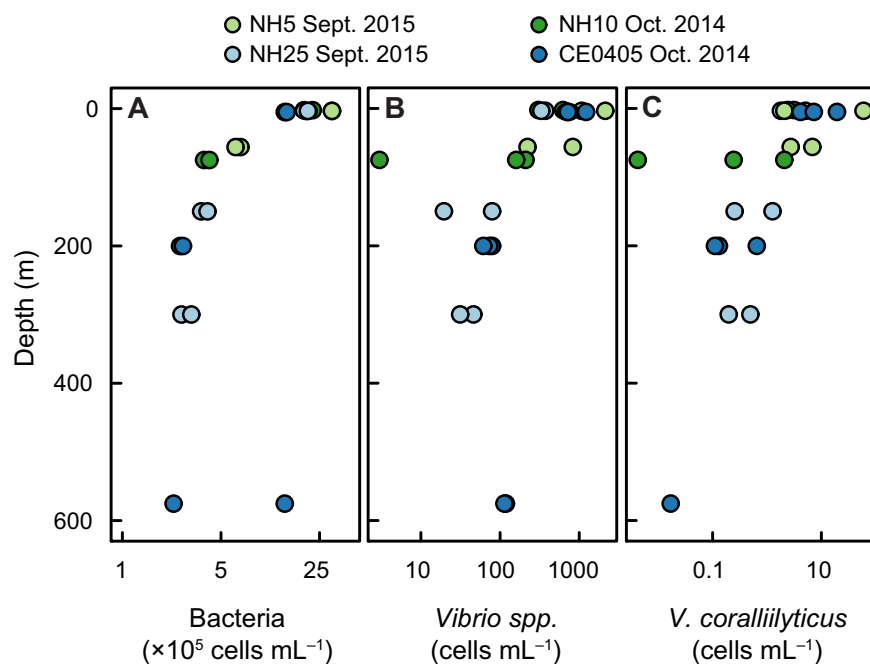 NH5 Sept. 2015
NH10 Oct. 2014
NH25 Sept. 2015
CE0405 Oct. 2014
A
B
C
Depth (m)
0
200
400
600
1
5
25
10
100
1000
0.1
10
Bacteria
(×10⁵ cells mL⁻¹)
Vibrio spp.
(cells mL⁻¹)
V. coralliilyticus
(cells mL⁻¹)